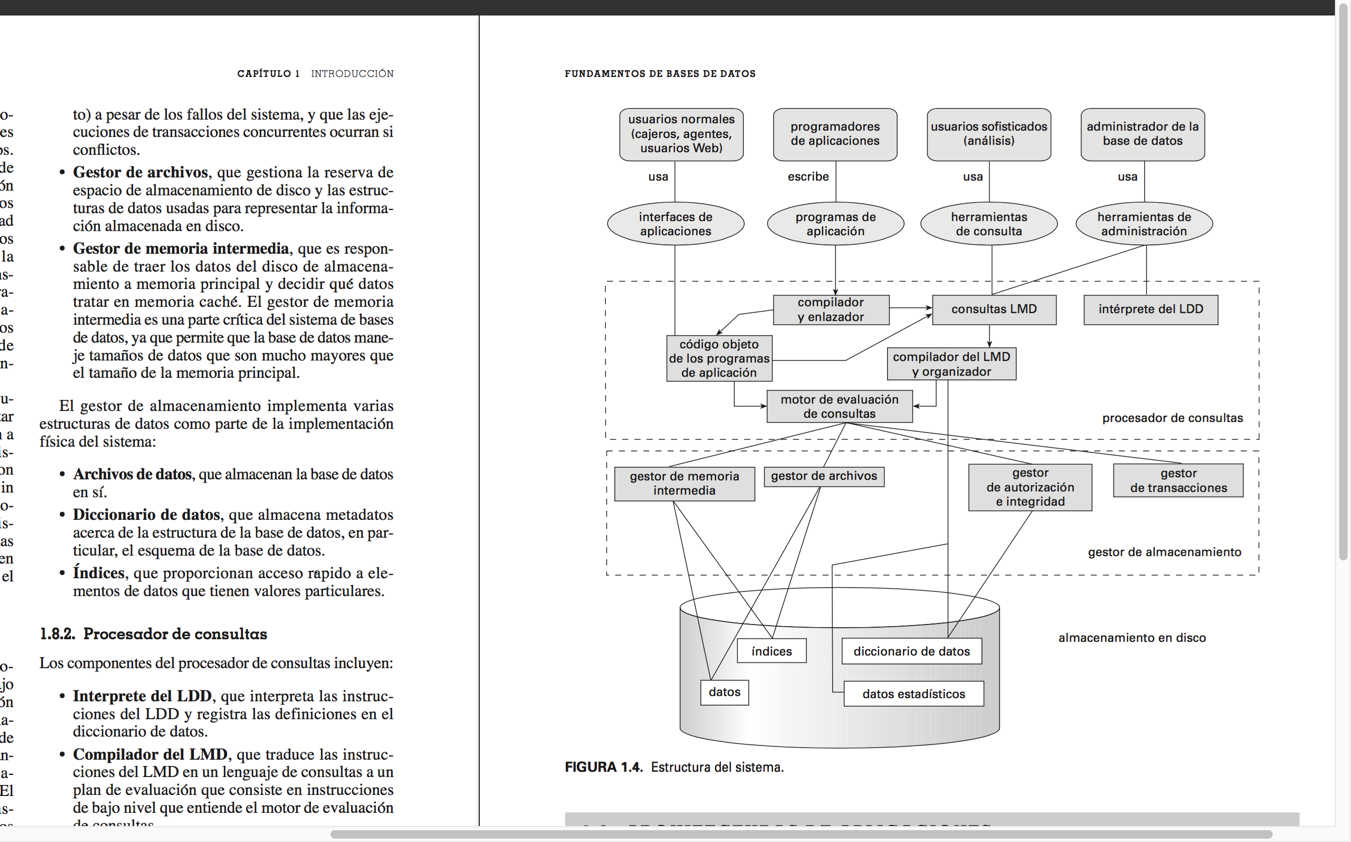 CAPÍTULO 1 INTRODUCCIÓN
to) a pesar de los fallos del sistema, y que las eje-
cuciones de transacciones concurrentes ocurran si
conflictos.
• Gestor de archivos, que gestiona la reserva de
espacio de almacenamiento de disco y las estruc-
turas de datos usadas para representar la informa-
ción almacenada en disco.
• Gestor de memoria intermedia, que es respon-
sable de traer los datos del disco de almacena-
miento a memoria principal y decidir qué datos
tratar en memoria caché. El gestor de memoria
intermedia es una parte crítica del sistema de bases
de datos, ya que permite que la base de datos mane-
je tamaños de datos que son mucho mayores que
el tamaño de la memoria principal.
El gestor de almacenamiento implementa varias
estructuras de datos como parte de la implementación
física del sistema:
• Archivos de datos, que almacenan la base de datos
en sí.
• Diccionario de datos, que almacena metadatos
acerca de la estructura de la base de datos, en par-
ticular, el esquema de la base de datos.
• Índices, que proporcionan acceso rápido a ele-
mentos de datos que tienen valores particulares.
1.8.2. Procesador de consultas
Los componentes del procesador de consultas incluyen:
• Intérprete del LDD, que interpreta las instruc-
ciones del LDD y registra las definiciones en el
diccionario de datos.
• Compilador del LMD, que traduce las instruc-
ciones del LMD en un lenguaje de consultas a un
plan de evaluación que consiste en instrucciones
de bajo nivel que entiende el motor de evaluación
de consultas.
FUNDAMENTOS DE BASES DE DATOS
usuarios normales
(cajeros, agentes,
usuarios Web)
programadores
de aplicaciones
usuarios sofisticados
(análisis)
administrador de la
base de datos
usa
escribe
usa
usa
interfaces de
aplicaciones
programas de
aplicación
herramientas
de consulta
herramientas de
administración
compilador
y enlazador
consultas LMD
intérprete del LDD
código objeto
de los programas
de aplicación
compilador del LMD
y organizador
motor de evaluación
de consultas
procesador de consultas
gestor de memoria
intermedia
gestor de archivos
gestor
de autorización
e integridad
gestor
de transacciones
gestor de almacenamiento
almacenamiento en disco
índices
diccionario de datos
datos
datos estadísticos
FIGURA 1.4. Estructura del sistema.